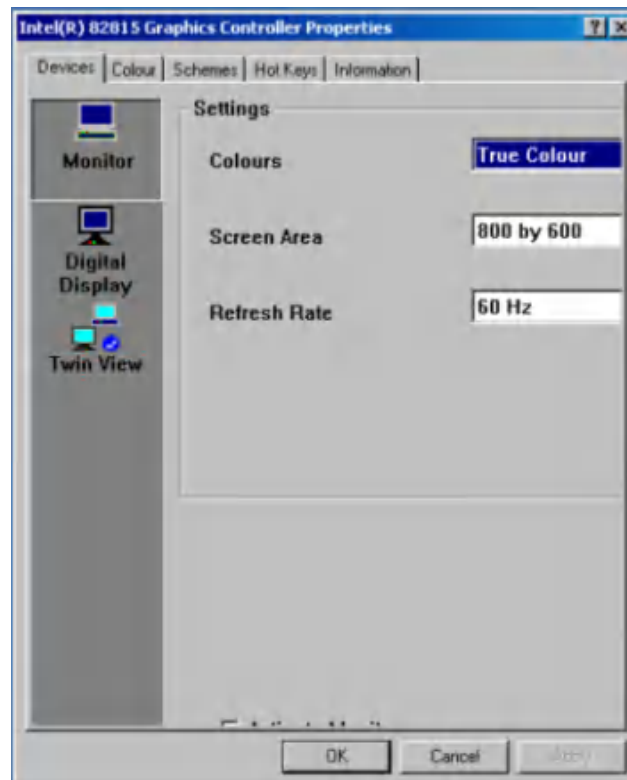 Intel(R) 82815 Graphics Controller Properties
Devices Colour Schemes Hot Keys Information
Settings
Monitor
Colours True Colour
Screen Area 800 by 600
Digital
Display
Refresh Rate 60 Hz
Twin View
OK Cancel Apply